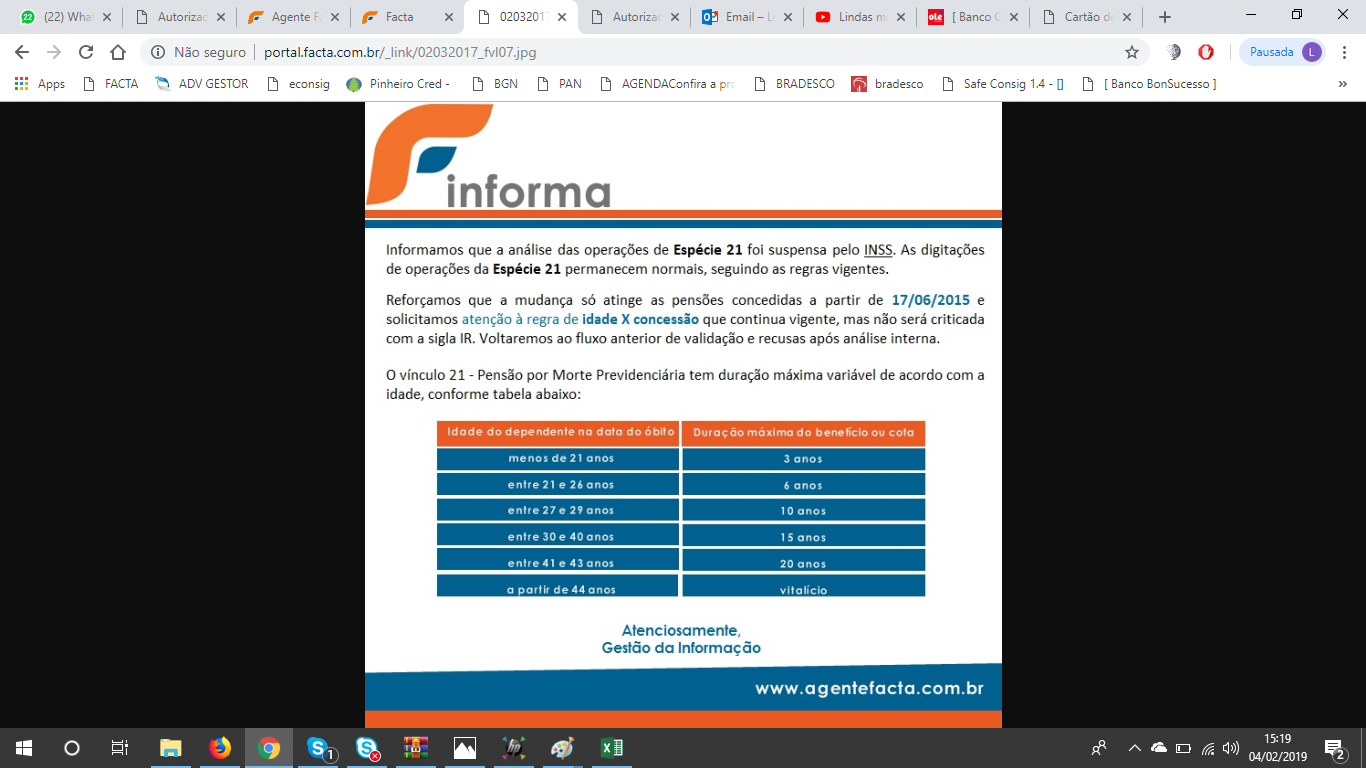 (22) Wha
Autorizac
Agente Fa
Facta
02032017
Autorizac
Email – L
Lindas m
[ Banco C
Cartão de
Não seguro | portal.facta.com.br/_link/02032017_fvl07.jpg
Pausada L
Apps
FACTA
ADV GESTOR
econsig
Pinheiro Cred -
BGN
PAN
AGENDAConfira a pro
BRADESCO
bradesco
Safe Consig 1.4 - []
[ Banco BonSucesso ]
»
informa
Informamos que a análise das operações de Espécie 21 foi suspensa pelo INSS. As digitações
de operações da Espécie 21 permanecem normais, seguindo as regras vigentes.
Reforçamos que a mudança só atinge as pensões concedidas a partir de 17/06/2015 e
solicitamos atenção à regra de idade X concessão que continua vigente, mas não será criticada
com a sigla IR. Voltaremos ao fluxo anterior de validação e recusas após análise interna.
O vínculo 21 - Pensão por Morte Previdenciária tem duração máxima variável de acordo com a
idade, conforme tabela abaixo:
Idade do dependente na data do óbito Duração máxima do benefício ou cota
menos de 21 anos 3 anos
entre 21 e 26 anos 6 anos
entre 27 e 29 anos 10 anos
entre 30 e 40 anos 15 anos
entre 41 e 43 anos 20 anos
a partir de 44 anos vitalício
Atenciosamente,
Gestão da Informação
www.agentefacta.com.br
15:19
04/02/2019